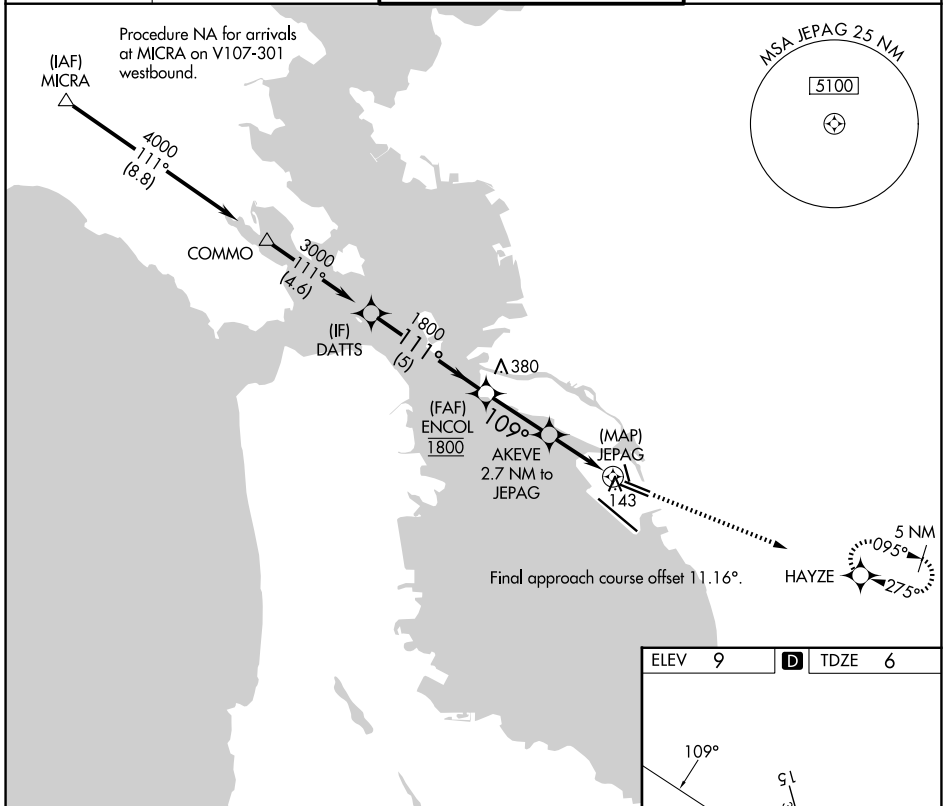 Procedure NA for arrivals
at MICRA on V107-301
westbound.
(IAF)
MICRA
MSA JEPAG 25 NM
5100
4000
111°
(8.8)
COMMO
3000
111°
(4.6)
(IF)
DATTS
1800
111°
(5)
380
(FAF)
ENCOL
1800
109°
AKEVE
2.7 NM to
JEPAG
(MAP)
JEPAG
143
5 NM
095°
275°
HAYZE
Final approach course offset 11.16°.
ELEV 9 D TDZE 6
109°
15